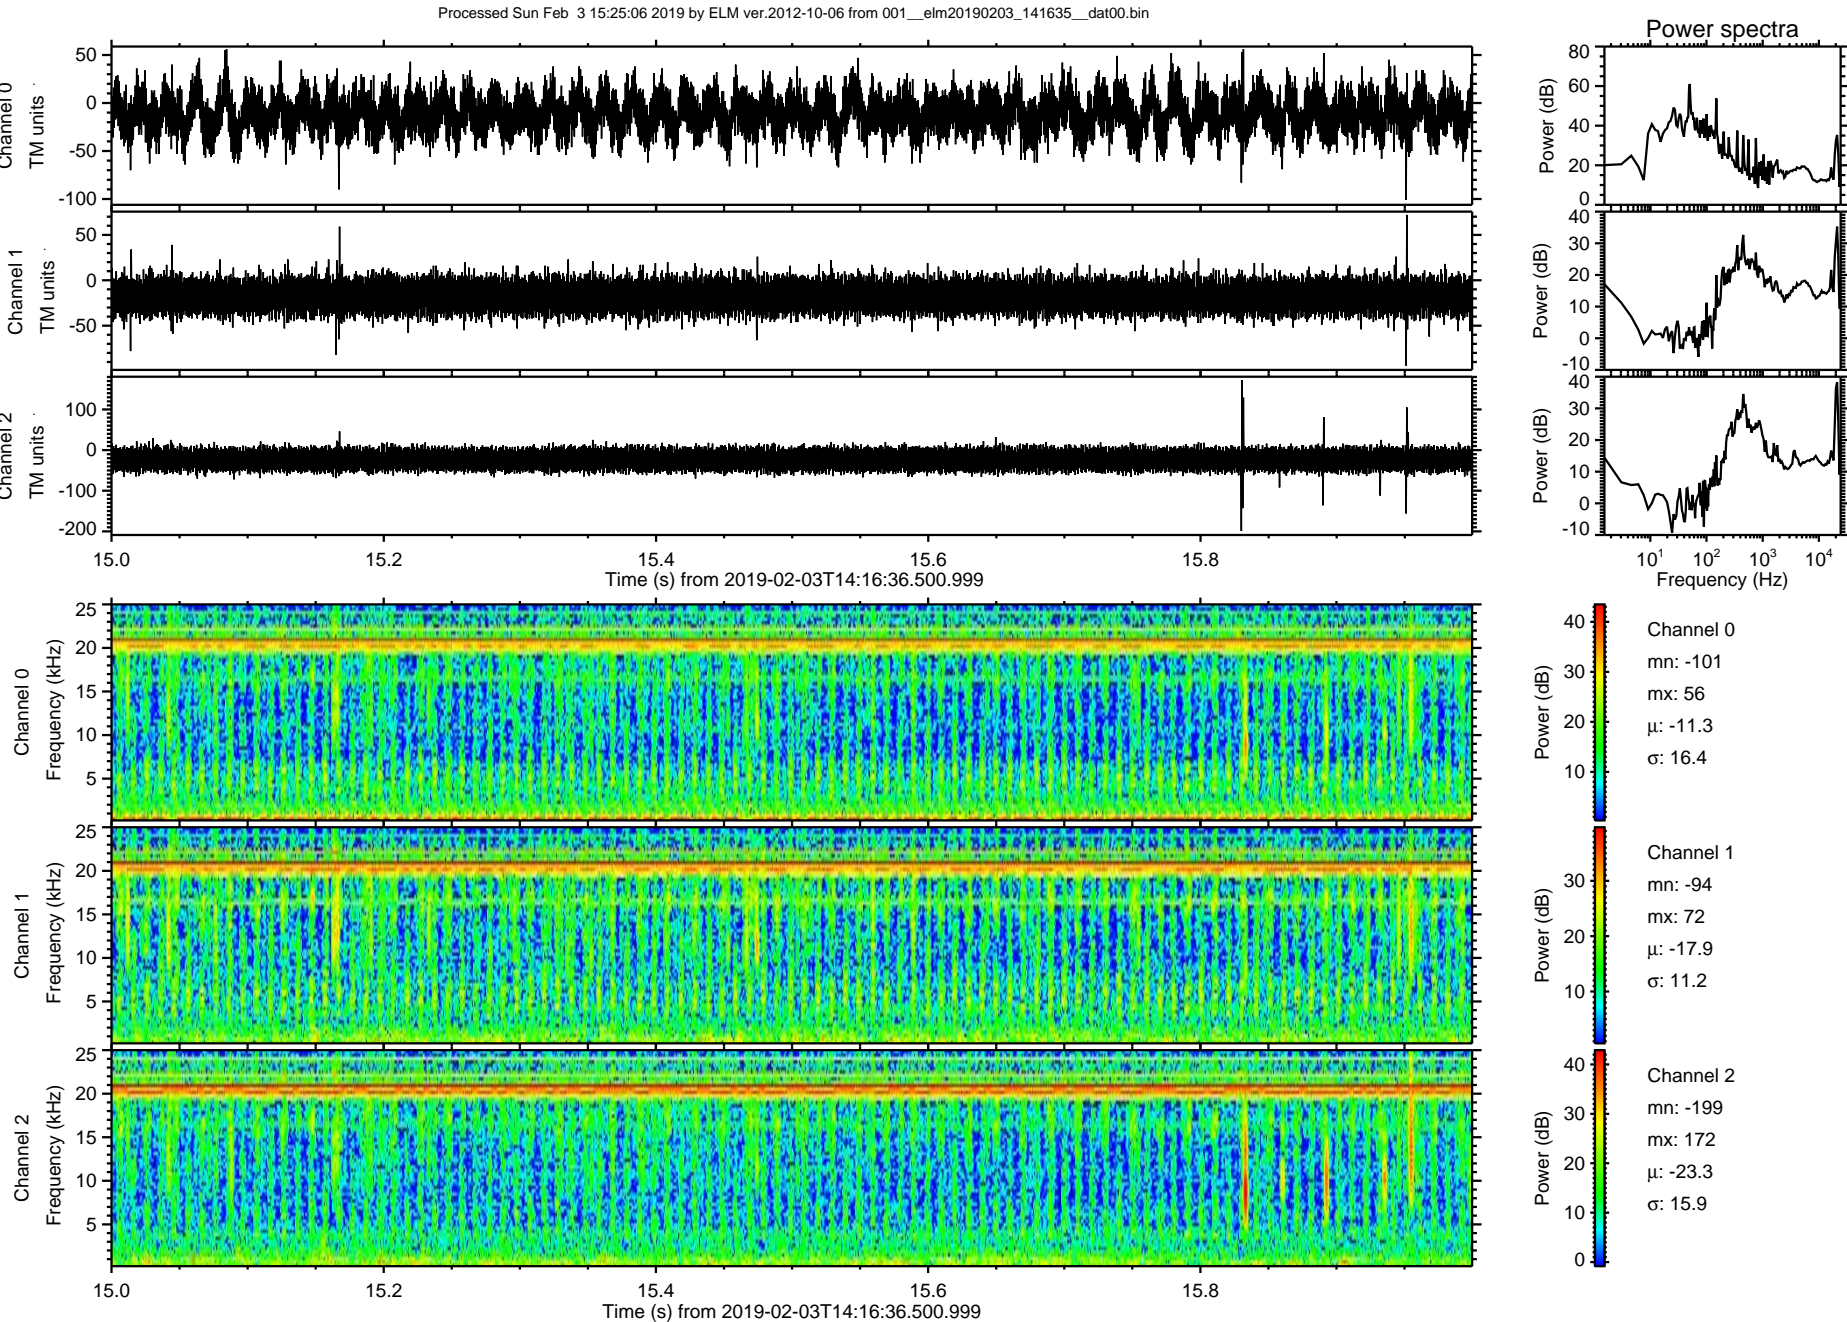 Processed Sun Feb  3 15:25:06 2019 by ELM ver.2012-10-06 from 001__elm20190203_141635__dat00.bin
Power spectra
Channel 0
TM units
50
0
-50
-100
Power (dB)
80
60
40
20
0
Channel 1
TM units
50
0
-50
Power (dB)
40
30
20
10
0
-10
Channel 2
TM units
100
0
-100
-200
Power (dB)
40
30
20
10
0
-10
15.0 15.2 15.4 15.6 15.8
Time (s) from 2019-02-03T14:16:36.500.999
10^1 10^2 10^3 10^4
Frequency (Hz)
Channel 0
Frequency (kHz)
25
20
15
10
5
Power (dB)
40
30
20
10
Channel 0
mn: -101
mx: 56
μ: -11.3
σ: 16.4
Channel 1
Frequency (kHz)
25
20
15
10
5
Power (dB)
30
20
10
Channel 1
mn: -94
mx: 72
μ: -17.9
σ: 11.2
Channel 2
Frequency (kHz)
25
20
15
10
5
Power (dB)
40
30
20
10
0
Channel 2
mn: -199
mx: 172
μ: -23.3
σ: 15.9
15.0 15.2 15.4 15.6 15.8
Time (s) from 2019-02-03T14:16:36.500.999